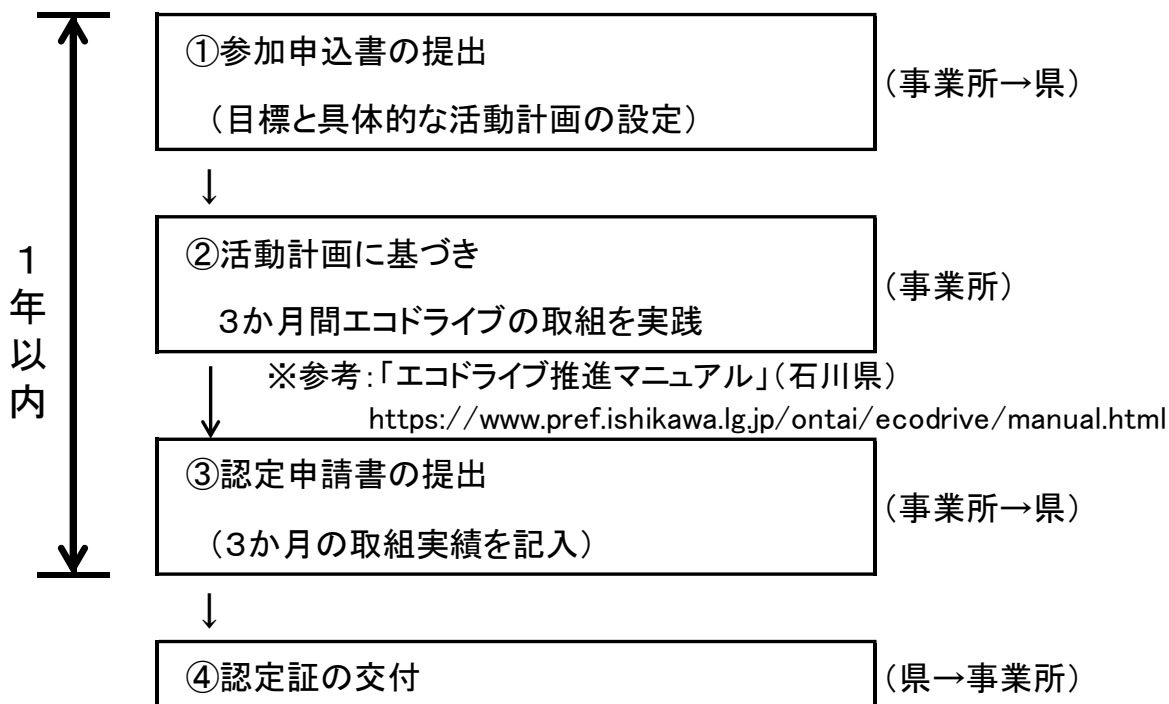 ①参加申込書の提出
（目標と具体的な活動計画の設定）
（事業所→県）
↓
②活動計画に基づき
３か月間エコドライブの取組を実践
（事業所）
※参考：「エコドライブ推進マニュアル」（石川県）
https://www.pref.ishikawa.lg.jp/ontai/ecodrive/manual.html
③認定申請書の提出
（３か月の取組実績を記入）
（事業所→県）
↓
④認定証の交付
（県→事業所）
１年以内